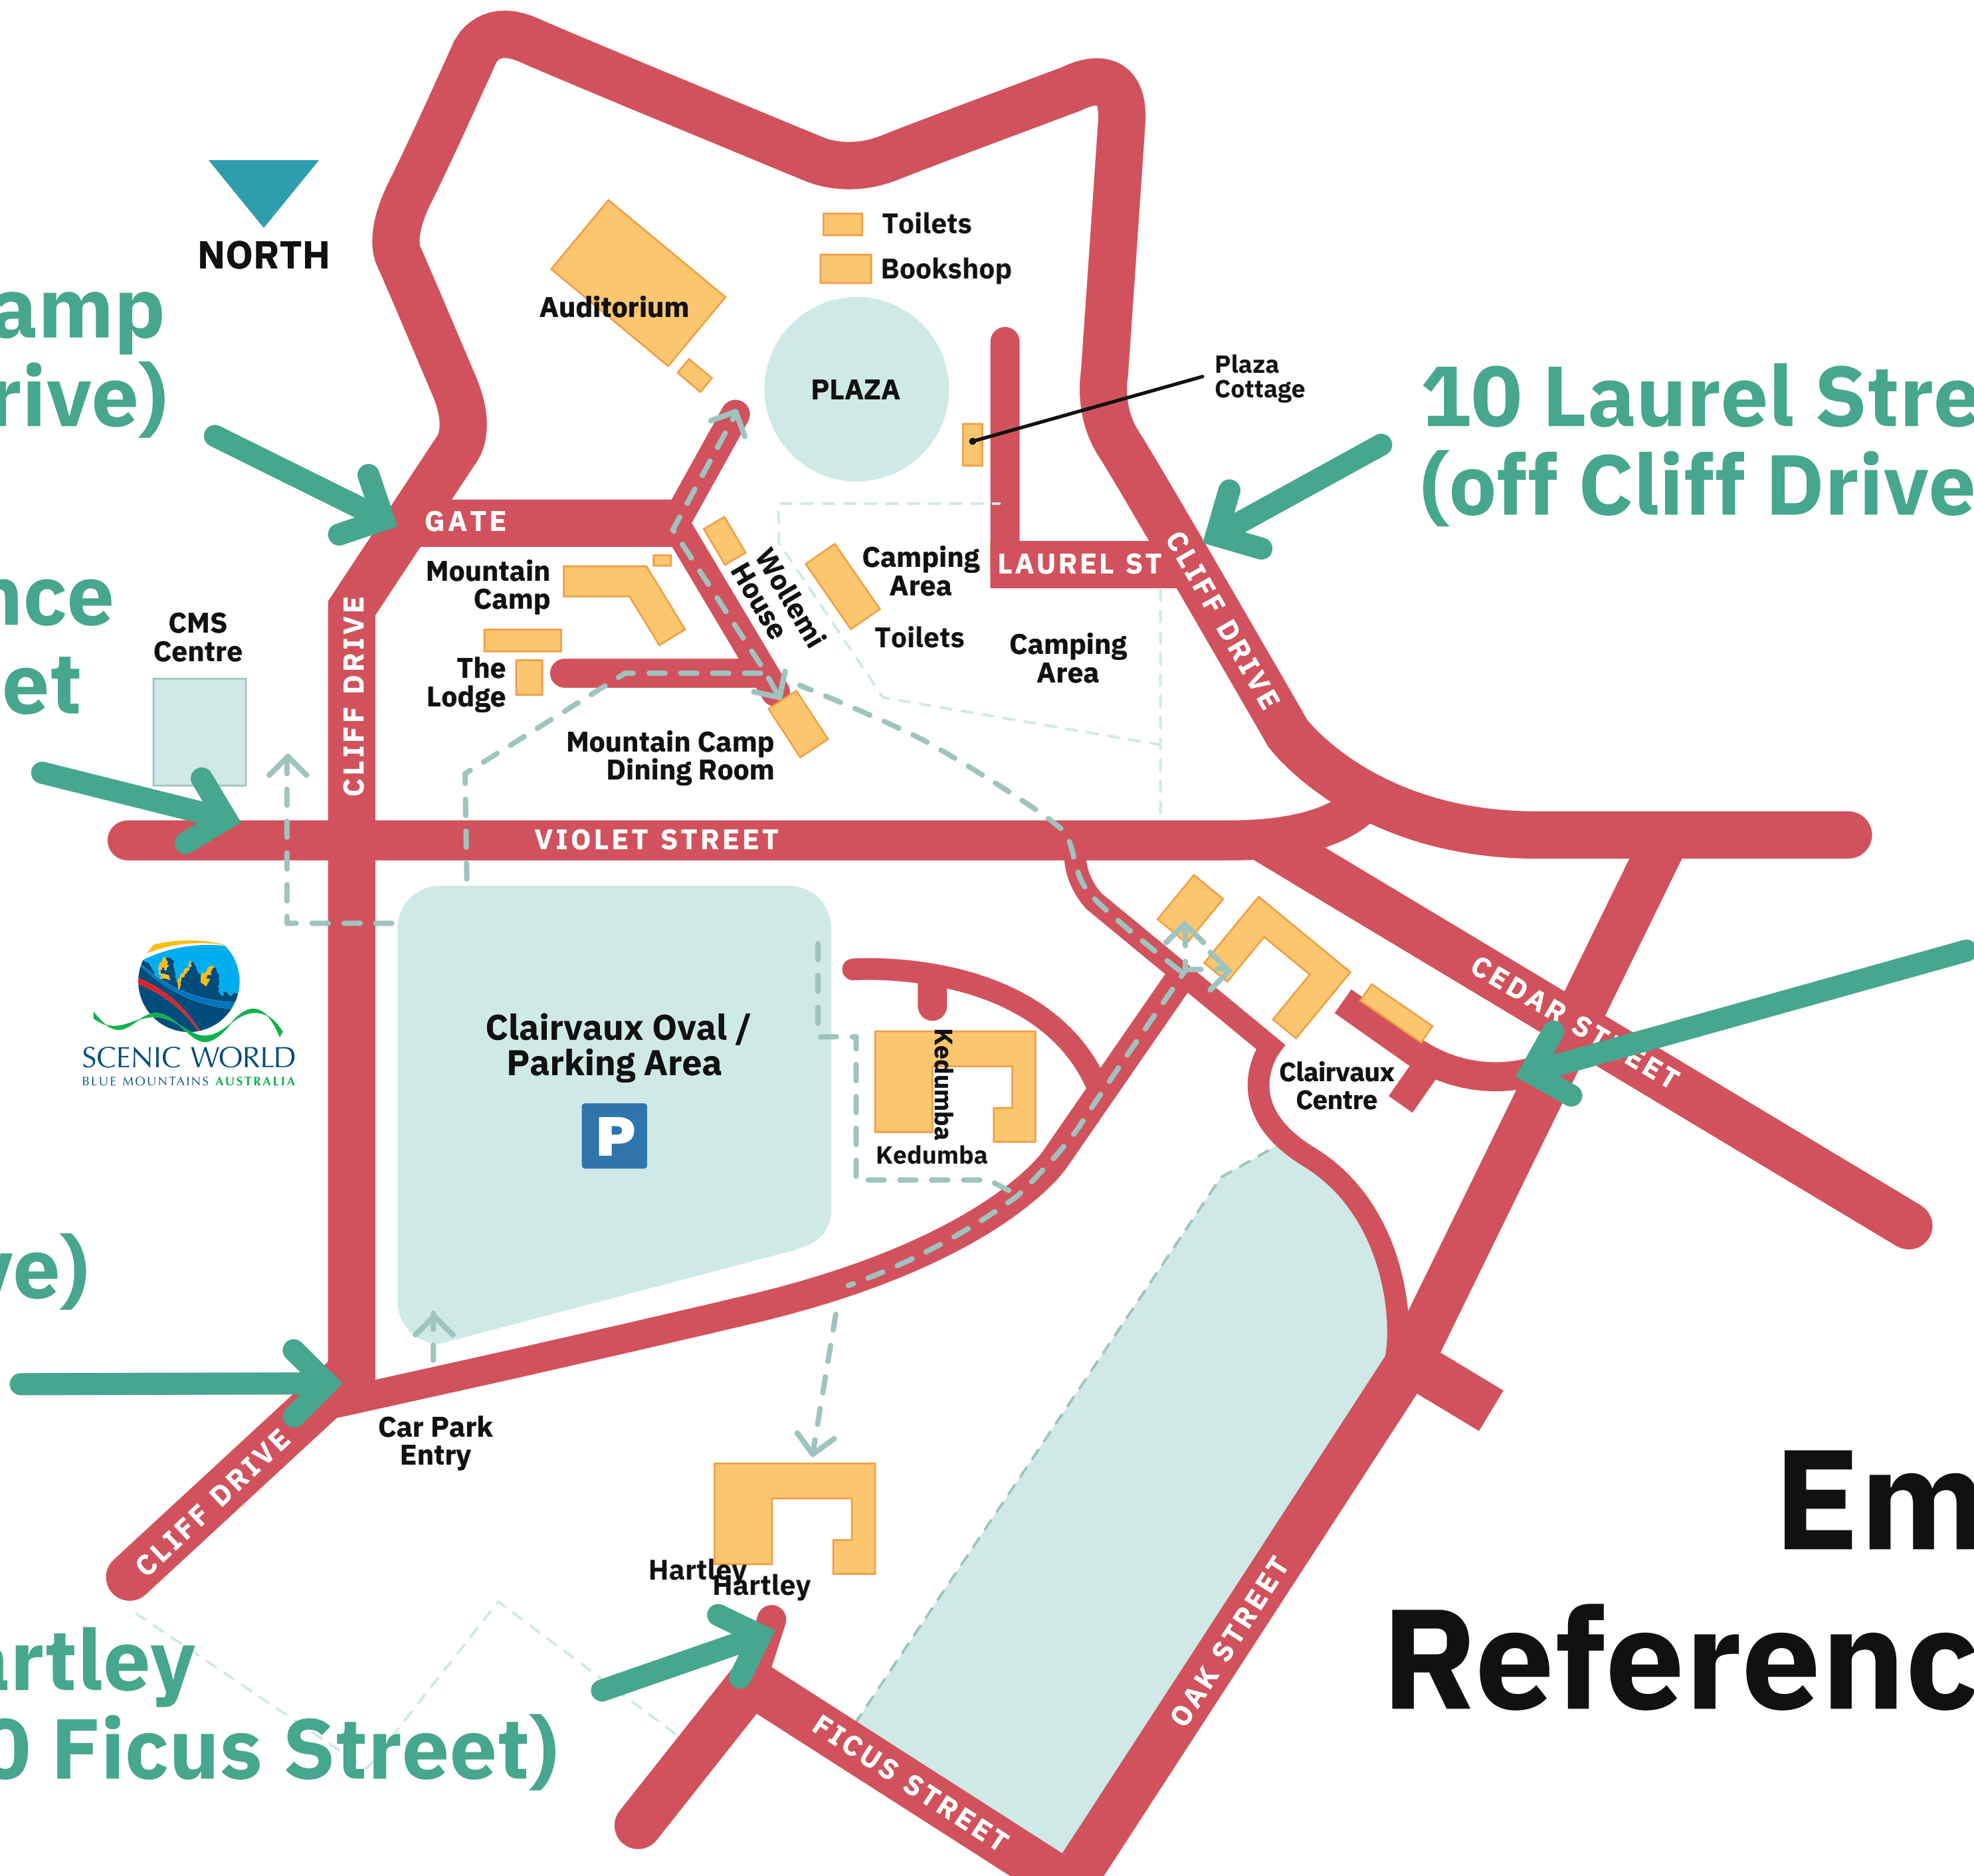 NORTH
amp
rive)
Toilets
Bookshop
Auditorium
PLAZA
Plaza
Cottage
10 Laurel Stre
(off Cliff Drive
GATE
Mountain
Camp
Wollemi
House
Camping
Area
LAUREL ST
CLIFF DRIVE
Toilets
Camping
Area
nce
et
CMS
Centre
CLIFF DRIVE
The
Lodge
Mountain Camp
Dining Room
VIOLET STREET
SCENIC WORLD
BLUE MOUNTAINS AUSTRALIA
Clairvaux Oval /
Parking Area
P
Kedumba
Kedumba
Clairvaux
Centre
CEDAR STREET
ve)
Car Park
Entry
CLIFF DRIVE
Hartley
Hartley
artley
0 Ficus Street)
FICUS STREET
OAK STREET
Em
Referenc